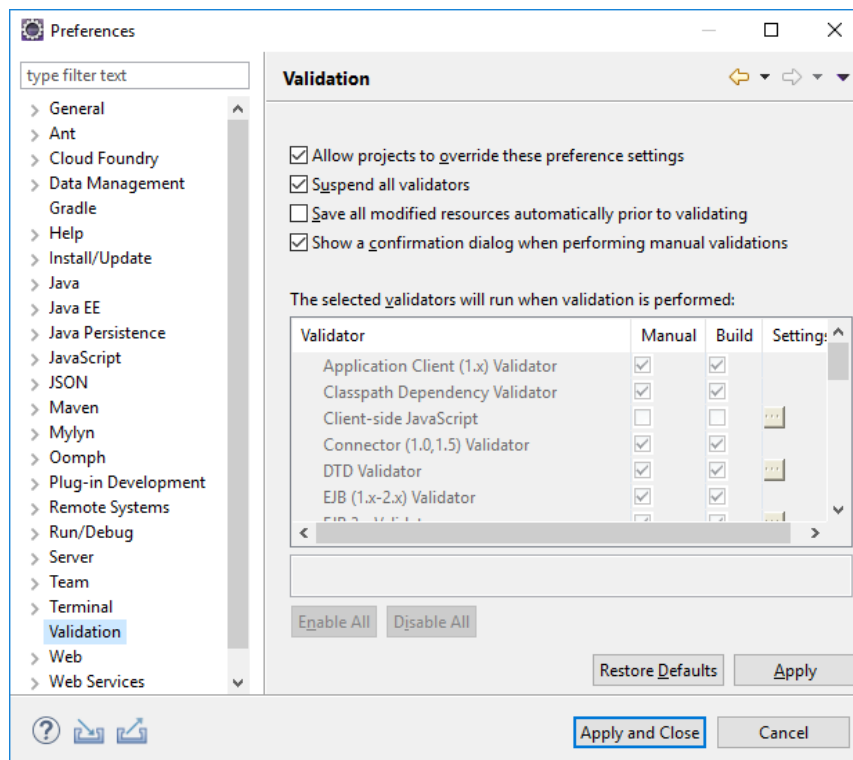 Preferences
type filter text
General
Ant
Cloud Foundry
Data Management
Gradle
Help
Install/Update
Java
Java EE
Java Persistence
JavaScript
JSON
Maven
Mylyn
Oomph
Plug-in Development
Remote Systems
Run/Debug
Server
Team
Terminal
Validation
Web
Web Services
Validation
Allow projects to override these preference settings
Suspend all validators
Save all modified resources automatically prior to validating
Show a confirmation dialog when performing manual validations
The selected validators will run when validation is performed:
Validator Manual Build
Application Client (1.x) Validator
Classpath Dependency Validator
Client-side JavaScript ...
Connector (1.0,1.5) Validator
DTD Validator ...
EJB (1.x-2.x) Validator
Enable All Disable All
Restore Defaults Apply
Apply and Close Cancel